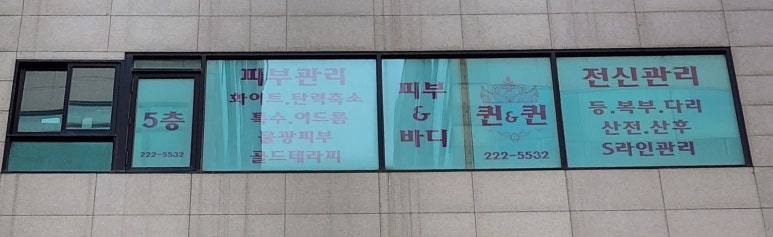 5층
222-5532
피부관리
화이트.탄력축소
특수.여드름
물광피부
골드테라피
피부
&
바디
퀸&퀸
222-5532
전신관리
등.복부.다리
산전.산후
S라인관리